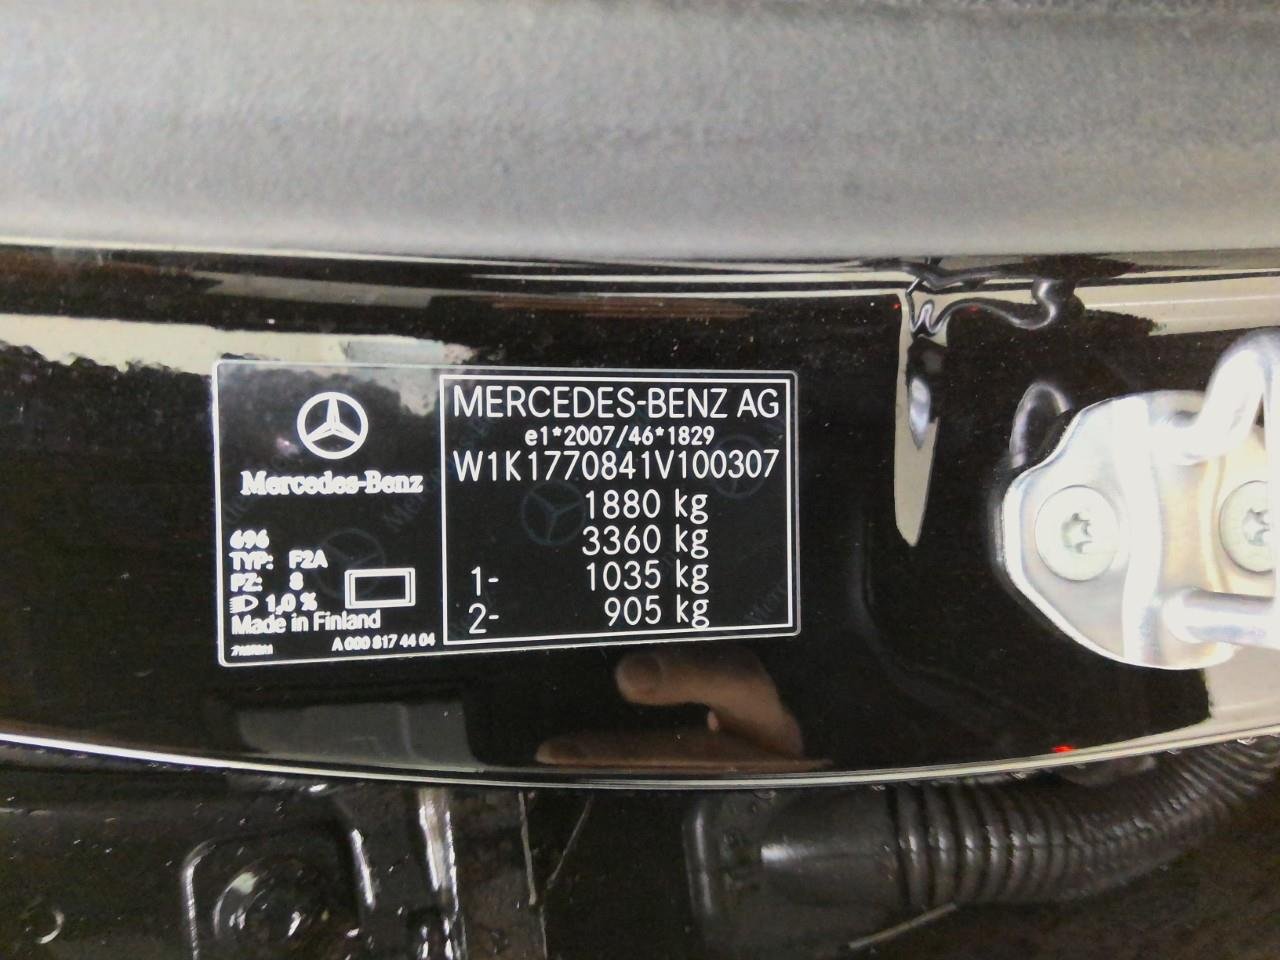 Mercedes-Benz
696
TYP: F2A
PZ: 8
1,0 %
Made in Finland
A 000 817 44 04
MERCEDES-BENZ AG
e1*2007/46*1829
W1K1770841V100307
1880 kg
3360 kg
1- 1035 kg
2- 905 kg